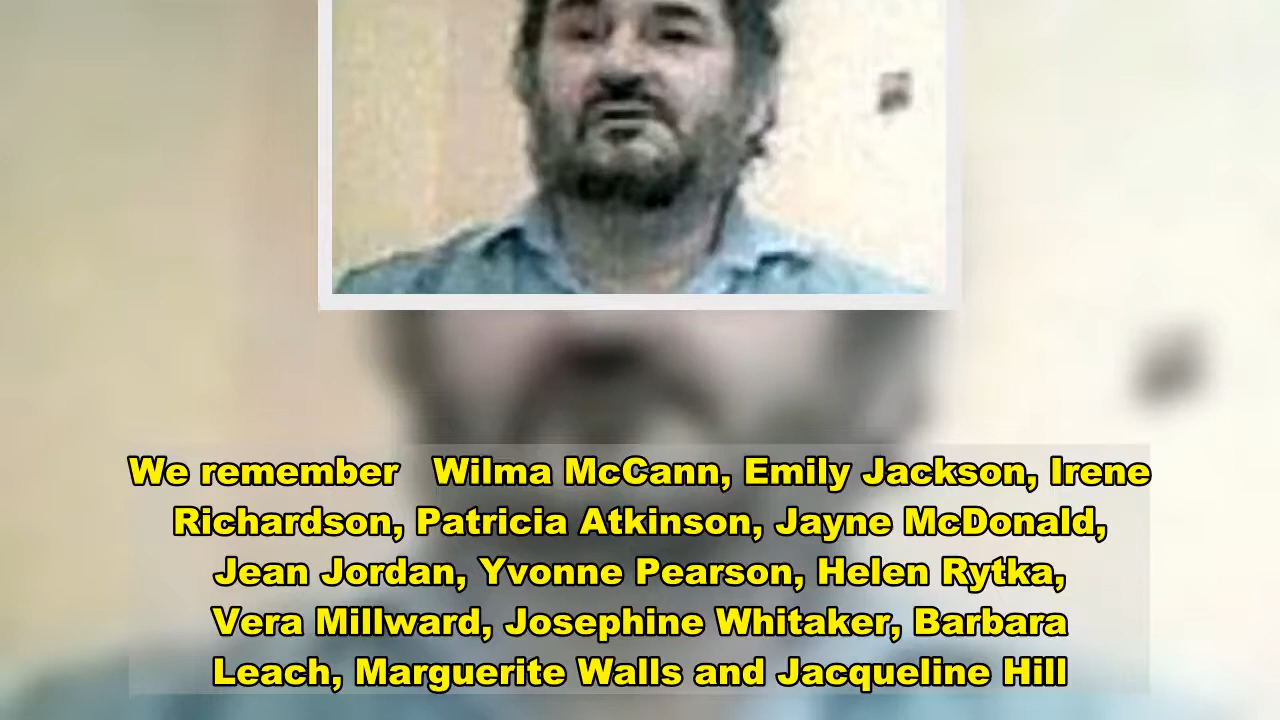 We remember   Wilma McCann, Emily Jackson, Irene
Richardson, Patricia Atkinson, Jayne McDonald,
Jean Jordan, Yvonne Pearson, Helen Rytka,
Vera Millward, Josephine Whitaker, Barbara
Leach, Marguerite Walls and Jacqueline Hill